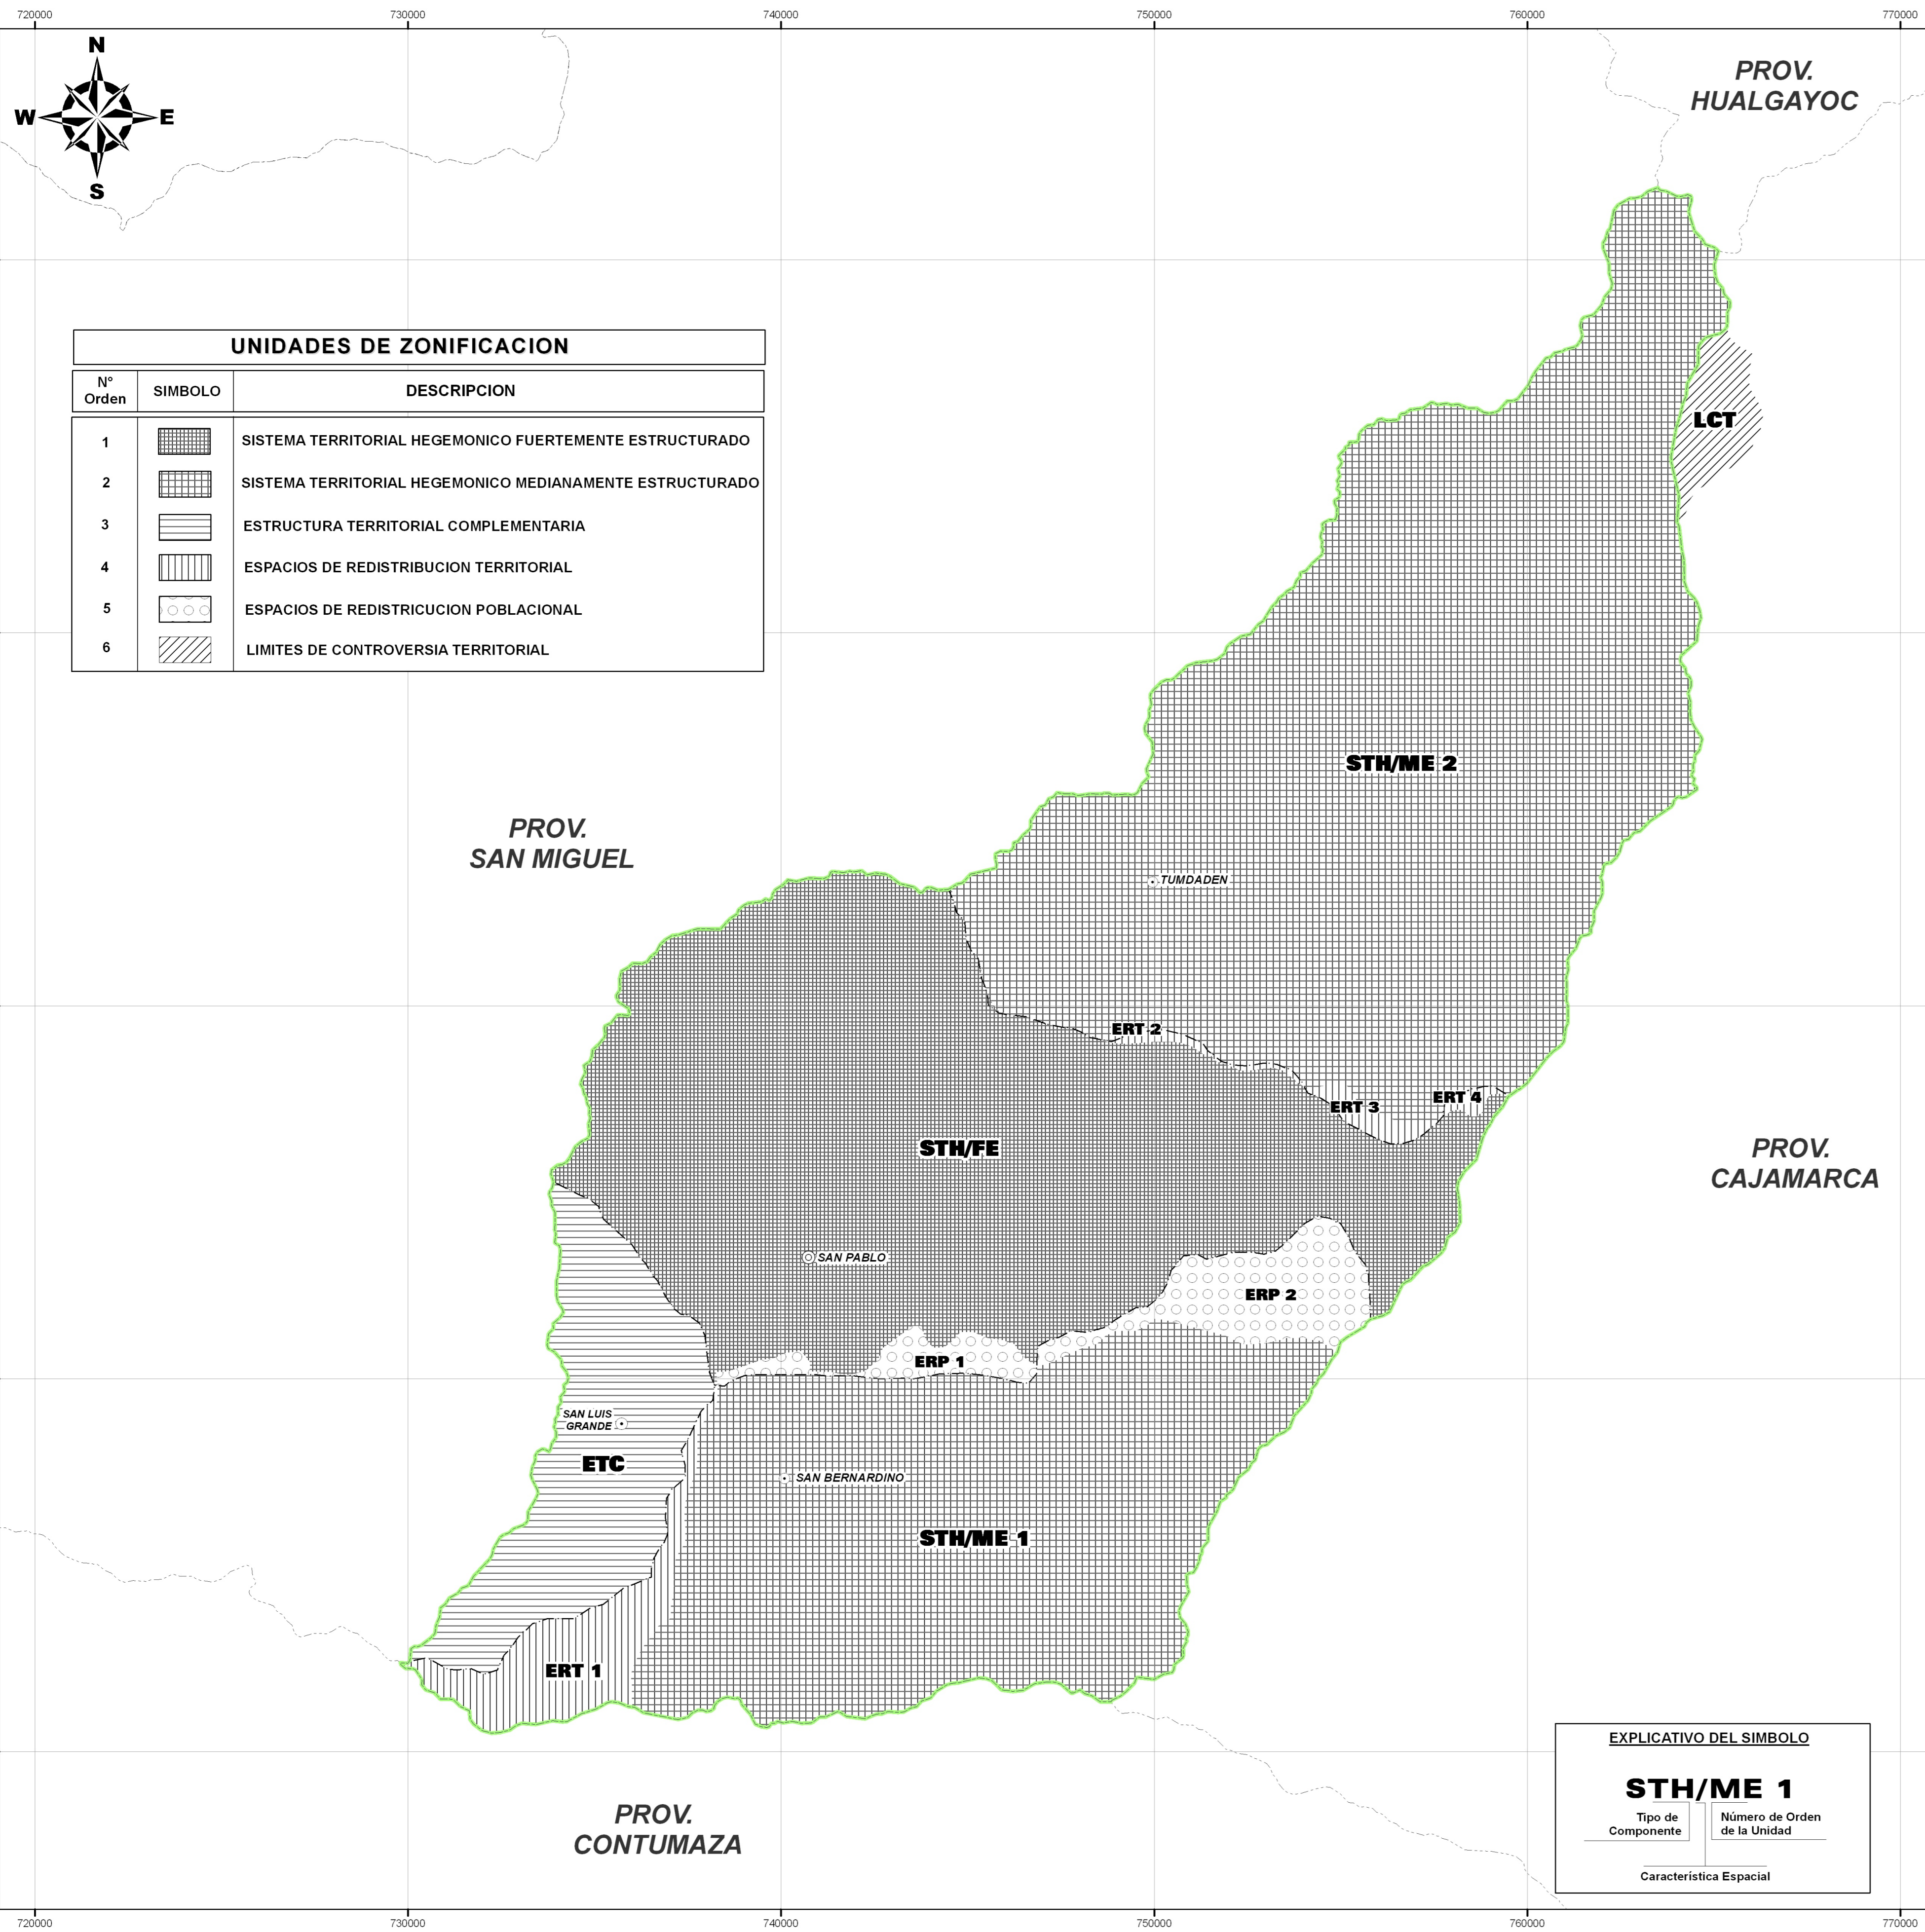 720000 730000 740000 750000 760000 770000
N
W E
S
PROV.
HUALGAYOC
UNIDADES DE ZONIFICACION
N° Orden SIMBOLO DESCRIPCION
1 SISTEMA TERRITORIAL HEGEMONICO FUERTEMENTE ESTRUCTURADO
2 SISTEMA TERRITORIAL HEGEMONICO MEDIANAMENTE ESTRUCTURADO
3 ESTRUCTURA TERRITORIAL COMPLEMENTARIA
4 ESPACIOS DE REDISTRIBUCION TERRITORIAL
5 ESPACIOS DE REDISTRICUCION POBLACIONAL
6 LIMITES DE CONTROVERSIA TERRITORIAL
LCT
STH/ME 2
PROV.
SAN MIGUEL
TUMDADEN
ERT 2
ERT 3
ERT 4
STH/FE
PROV.
CAJAMARCA
SAN PABLO
ERP 2
ERP 1
SAN LUIS
GRANDE
ETC
SAN BERNARDINO
STH/ME 1
ERT 1
PROV.
CONTUMAZA
EXPLICATIVO DEL SIMBOLO
STH/ME 1
Tipo de
Componente
Número de Orden
de la Unidad
Característica Espacial
720000 730000 740000 750000 760000 770000